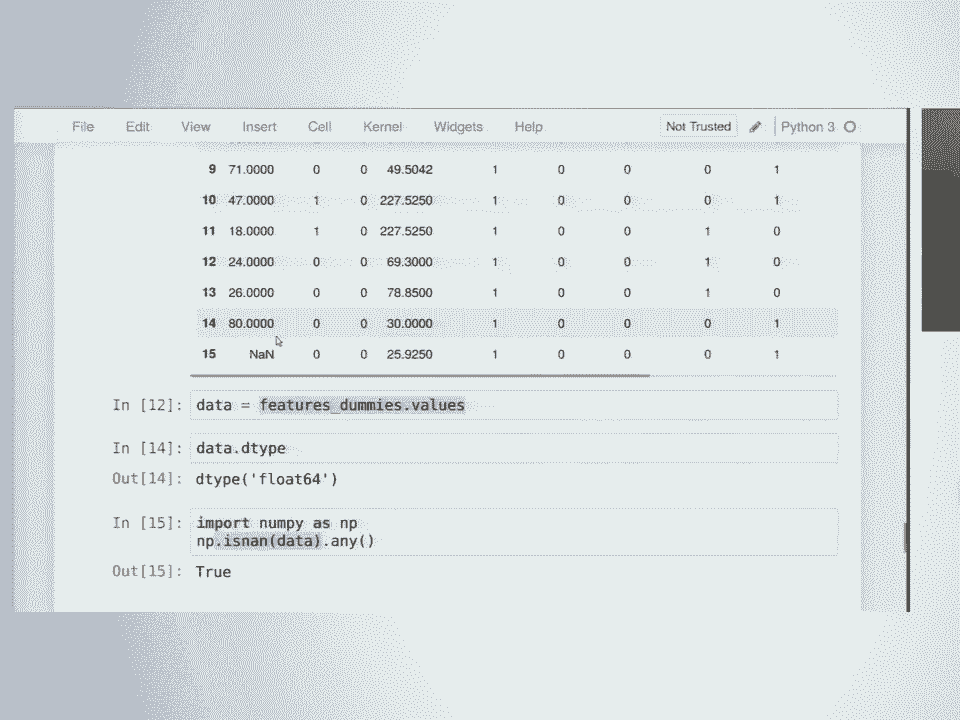 File Edit View Insert Cell Kernel Widgets Help Not Trusted Python 3
9 71.0000 0 0 49.5042 1 0 0 0 1
10 47.0000 1 0 227.5250 1 0 0 0 1
11 18.0000 1 0 227.5250 1 0 0 1 0
12 24.0000 0 0 69.3000 1 0 0 1 0
13 26.0000 0 0 78.8500 1 0 0 1 0
14 80.0000 0 0 30.0000 1 0 0 0 1
15 NaN 0 0 25.9250 1 0 0 0 1
In [12]: data = features_dummies.values
In [14]: data.dtype
Out[14]: dtype('float64')
In [15]: import numpy as np
np.isnan(data).any()
Out[15]: True